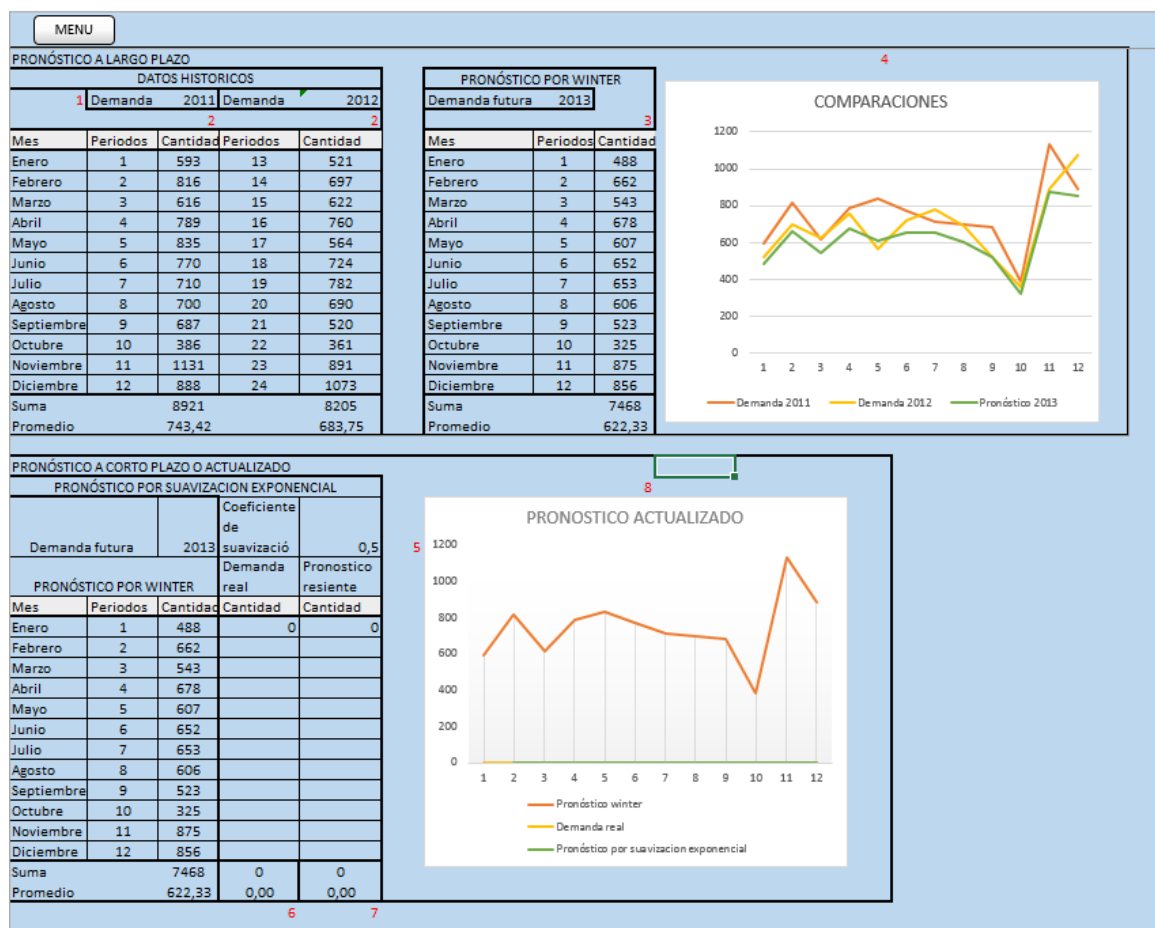 MENU
PRONÓSTICO A LARGO PLAZO
4
DATOS HISTORICOS
1 Demanda 2011 Demanda 2012
2 2
Mes Periodos Cantidad Periodos Cantidad
Enero 1 593 13 521
Febrero 2 816 14 697
Marzo 3 616 15 622
Abril 4 789 16 760
Mayo 5 835 17 564
Junio 6 770 18 724
Julio 7 710 19 782
Agosto 8 700 20 690
Septiembre 9 687 21 520
Octubre 10 386 22 361
Noviembre 11 1131 23 891
Diciembre 12 888 24 1073
Suma 8921 8205
Promedio 743,42 683,75
PRONÓSTICO POR WINTER
Demanda futura 2013
3
Mes Periodos Cantidad
Enero 1 488
Febrero 2 662
Marzo 3 543
Abril 4 678
Mayo 5 607
Junio 6 652
Julio 7 653
Agosto 8 606
Septiembre 9 523
Octubre 10 325
Noviembre 11 875
Diciembre 12 856
Suma 7468
Promedio 622,33
COMPARACIONES
1200
1000
800
600
400
200
0
1 2 3 4 5 6 7 8 9 10 11 12
Demanda 2011 Demanda 2012 Pronóstico 2013
PRONÓSTICO A CORTO PLAZO O ACTUALIZADO
PRONÓSTICO POR SUAVIZACION EXPONENCIAL
Coeficiente
de
Demanda futura 2013 suavizació 0,5
5
Demanda Pronostico
PRONÓSTICO POR WINTER real resiente
Mes Periodos Cantidad Cantidad Cantidad
Enero 1 488 0 0
Febrero 2 662
Marzo 3 543
Abril 4 678
Mayo 5 607
Junio 6 652
Julio 7 653
Agosto 8 606
Septiembre 9 523
Octubre 10 325
Noviembre 11 875
Diciembre 12 856
Suma 7468 0 0
Promedio 622,33 0,00 0,00
6 7
8
PRONOSTICO ACTUALIZADO
1200
1000
800
600
400
200
0
1 2 3 4 5 6 7 8 9 10 11 12
Pronóstico winter
Demanda real
Pronóstico por suavizacion exponencial